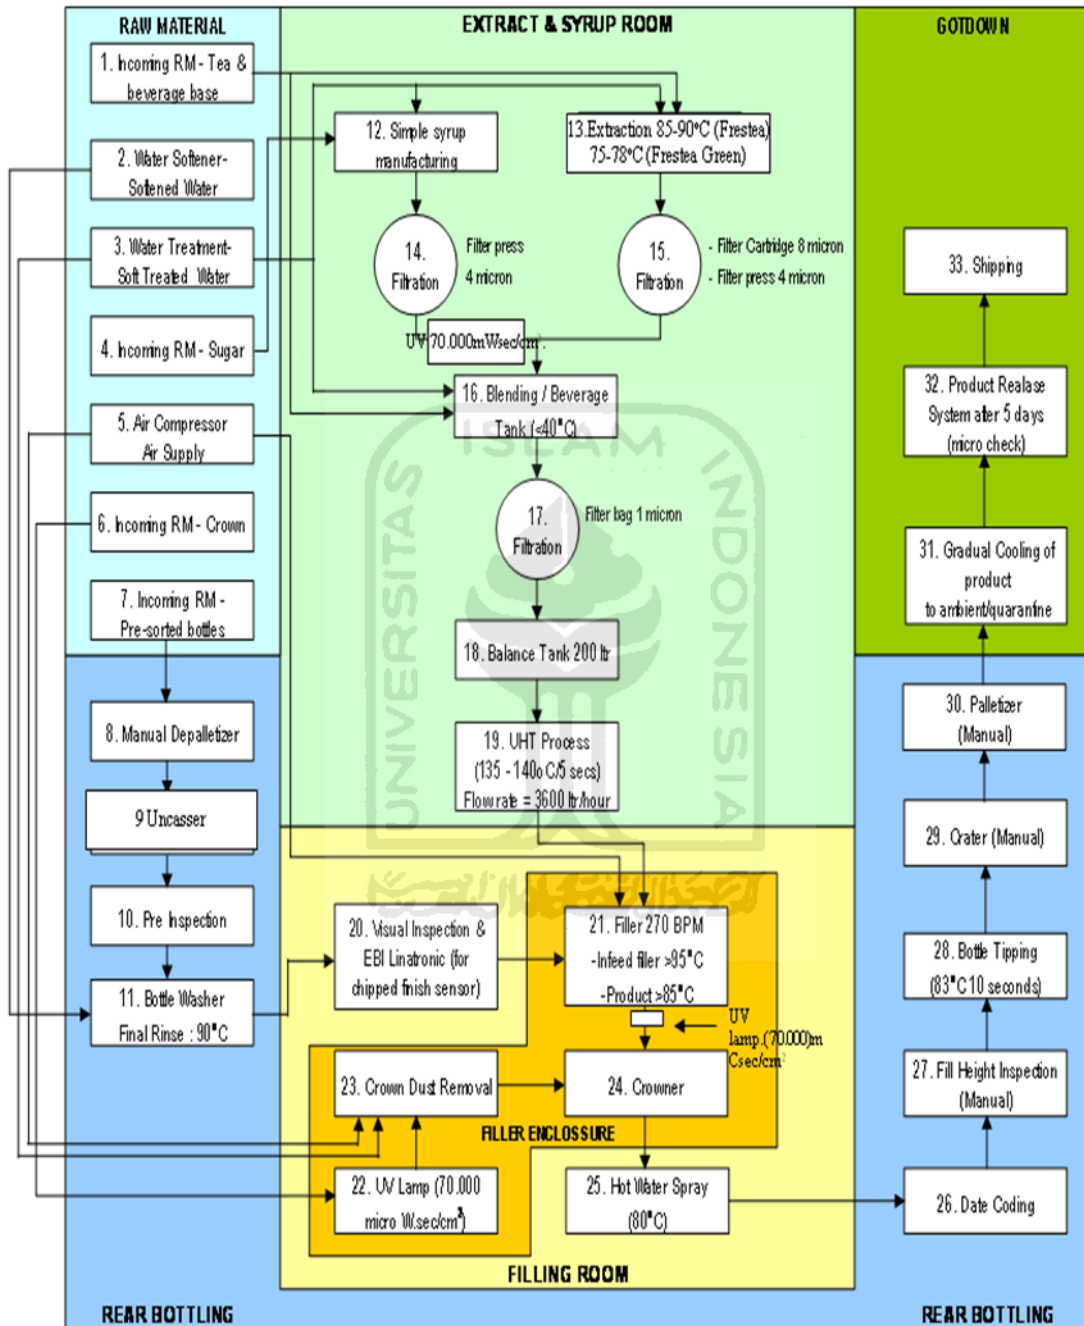 RAW MATERIAL
1. Incoming RM - Tea &
beverage base
2. Water Softener-
Softened Water
3. Water Treatment-
Soft Treated Water
4. Incoming RM - Sugar
5. Air Compressor
Air Supply
6. Incoming RM - Crown
7. Incoming RM -
Pre-sorted bottles
8. Manual Depalletizer
9 Uncasser
10. Pre Inspection
11. Bottle Washer
Final Rinse : 90°C
REAR BOTTLING
EXTRACT & SYRUP ROOM
12. Simple syrup
manufacturing
13.Extraction 85-90°C (Frestea)
75-78°C (Frestea Green)
14.
Filtration
Filter press
4 micron
15.
Filtration
- Filter Cartridge 8 micron
- Filter press 4 micron
UV 70.000mWsec/cm².
16. Blending / Beverage
Tank (<40°C)
17.
Filtration
Filter bag 1 micron
18. Balance Tank 200 ltr
19. UHT Process
(135 - 140o C/5 secs)
Flow rate = 3600 ltr/hour
20. Visual Inspection &
EBI Linatronic (for
chipped finish sensor)
21. Filler 270 BPM
-Infeed filler >95°C
-Product >85°C
UV
lamp.(70.000)m
Csec/cm²
23. Crown Dust Removal
24. Crowner
FILLER ENCLOSSURE
22. UV Lamp (70.000
micro W.sec/cm²)
25. Hot Water Spray
(80°C)
FILLING ROOM
GOTDOWN
33. Shipping
32. Product Realase
System after 5 days
(micro check)
31. Gradual Cooling of
product
to ambient/quarantine
30. Palletizer
(Manual)
29. Crater (Manual)
28. Bottle Tipping
(83°C 10 seconds)
27. Fill Height Inspection
(Manual)
26. Date Coding
REAR BOTTLING
UNIVERSITAS
ISLAM
INDONESIA